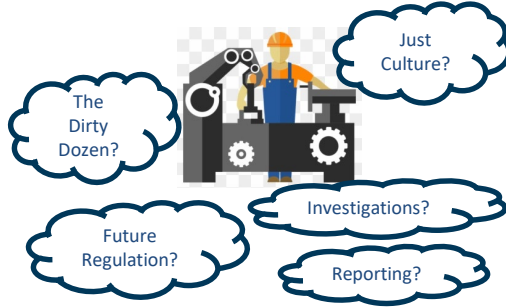 Just
Culture?
The
Dirty
Dozen?
Investigations?
Future
Regulation?
Reporting?